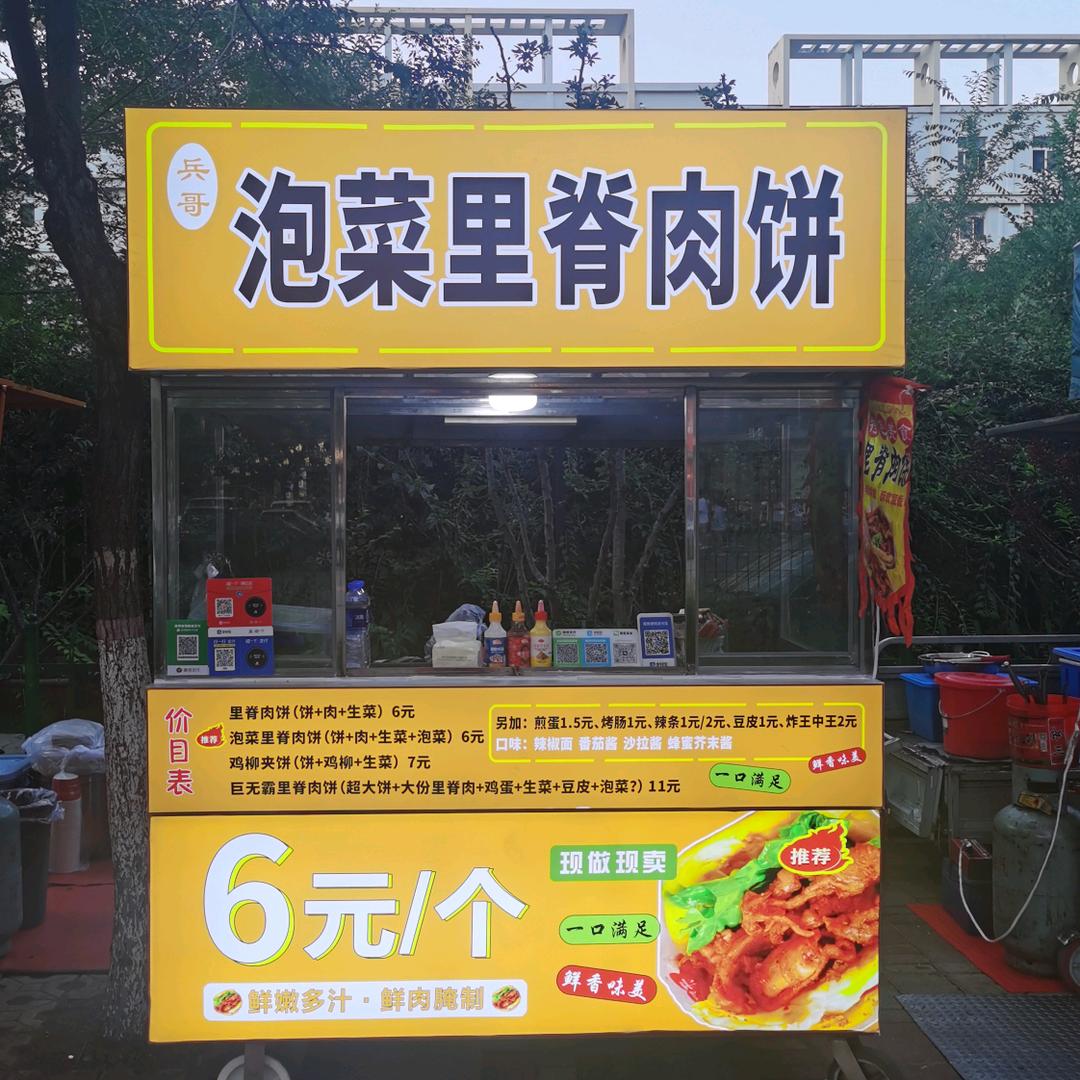 兵哥
泡菜里脊肉饼
里脊肉饼
价目表
里脊肉饼(饼+肉+生菜) 6元
推荐
泡菜里脊肉饼(饼+肉+生菜+泡菜) 6元
鸡柳夹饼(饼+鸡柳+生菜) 7元
巨无霸里脊肉饼(超大饼+大份里脊肉+鸡蛋+生菜+豆皮+泡菜?) 11元
另加: 煎蛋1.5元、烤肠1元、辣条1元/2元、豆皮1元、炸王中王2元
口味: 辣椒面 番茄酱 沙拉酱 蜂蜜芥末酱
一口满足
鲜香味美
6元/个
现做现卖
推荐
一口满足
鲜香味美
鲜嫩多汁·鲜肉腌制